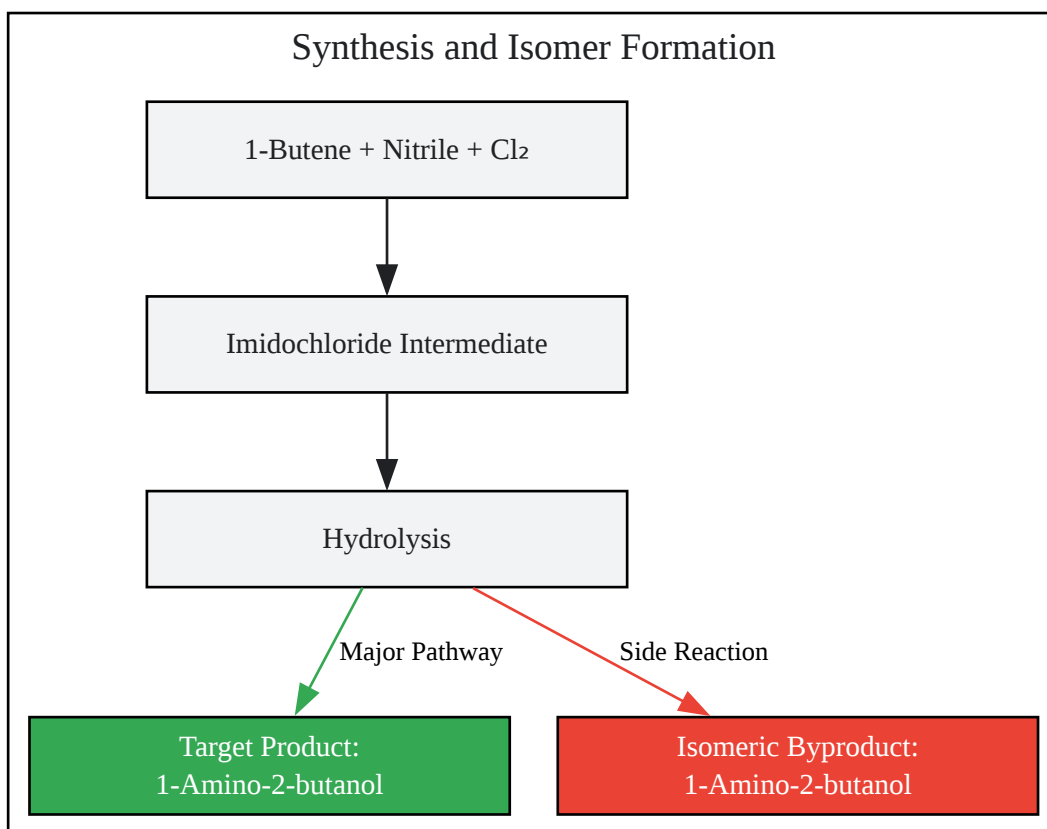 Synthesis and Isomer Formation
1-Butene + Nitrile + Cl₂
Imidochloride Intermediate
Hydrolysis
Major Pathway
Side Reaction
Target Product:
1-Amino-2-butanol
Isomeric Byproduct:
1-Amino-2-butanol